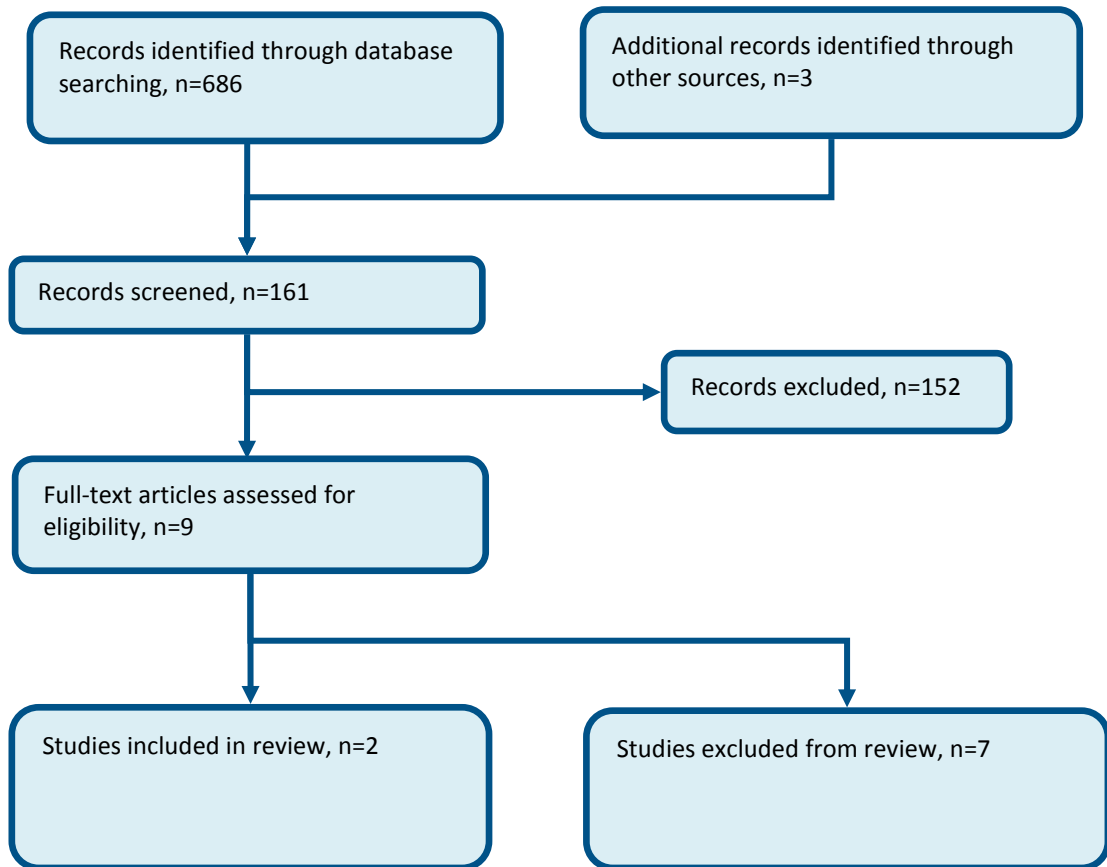 Records identified through database
searching, n=686
Additional records identified through
other sources, n=3
Records screened, n=161
Records excluded, n=152
Full-text articles assessed for
eligibility, n=9
Studies included in review, n=2
Studies excluded from review, n=7